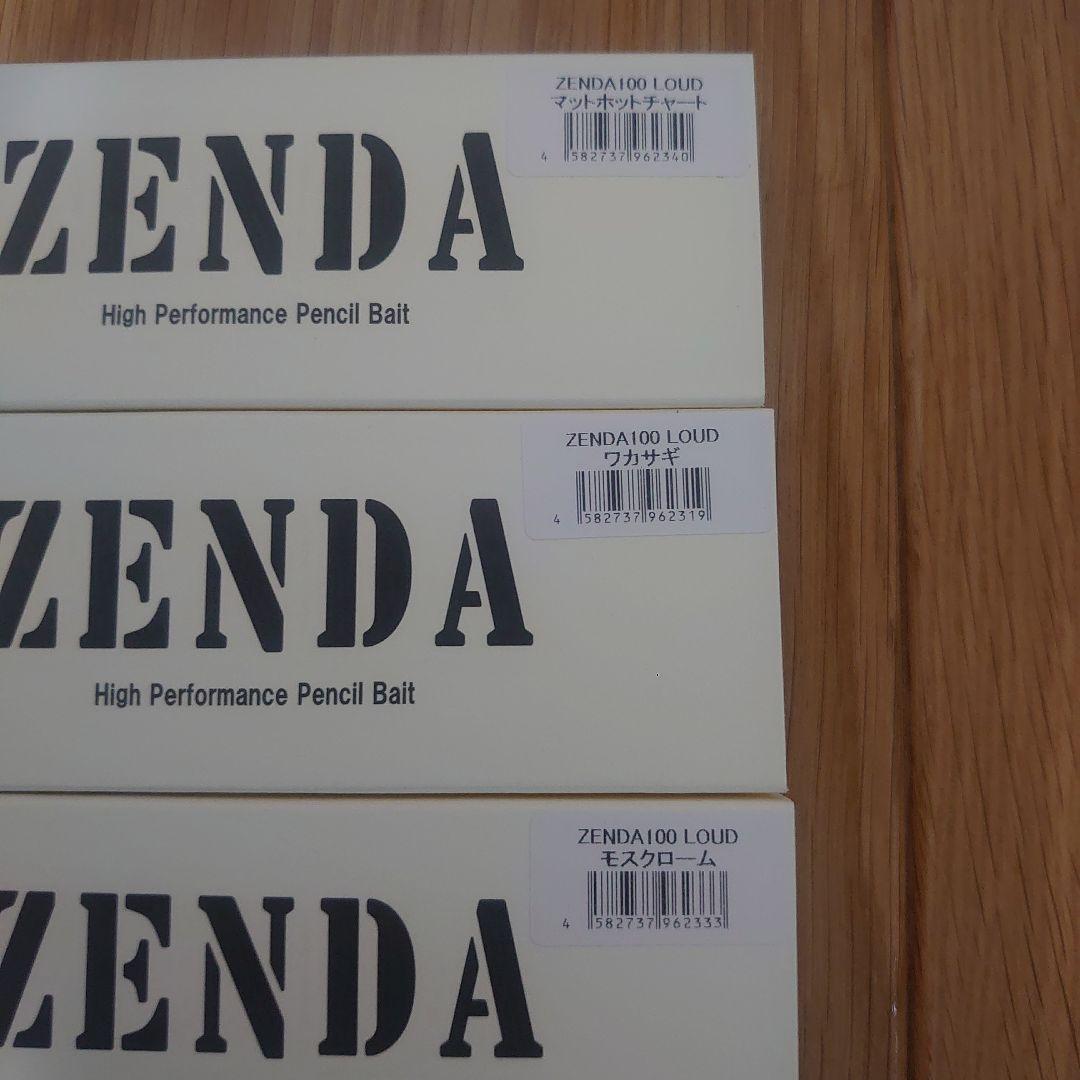 ZENDA100 LOUD
マットホットチャート
4 582737 962340
ZENDA
High Performance Pencil Bait
ZENDA100 LOUD
ワカサギ
4 582737 962319
ZENDA
High Performance Pencil Bait
ZENDA100 LOUD
モスクローム
4 582737 962333
ZENDA